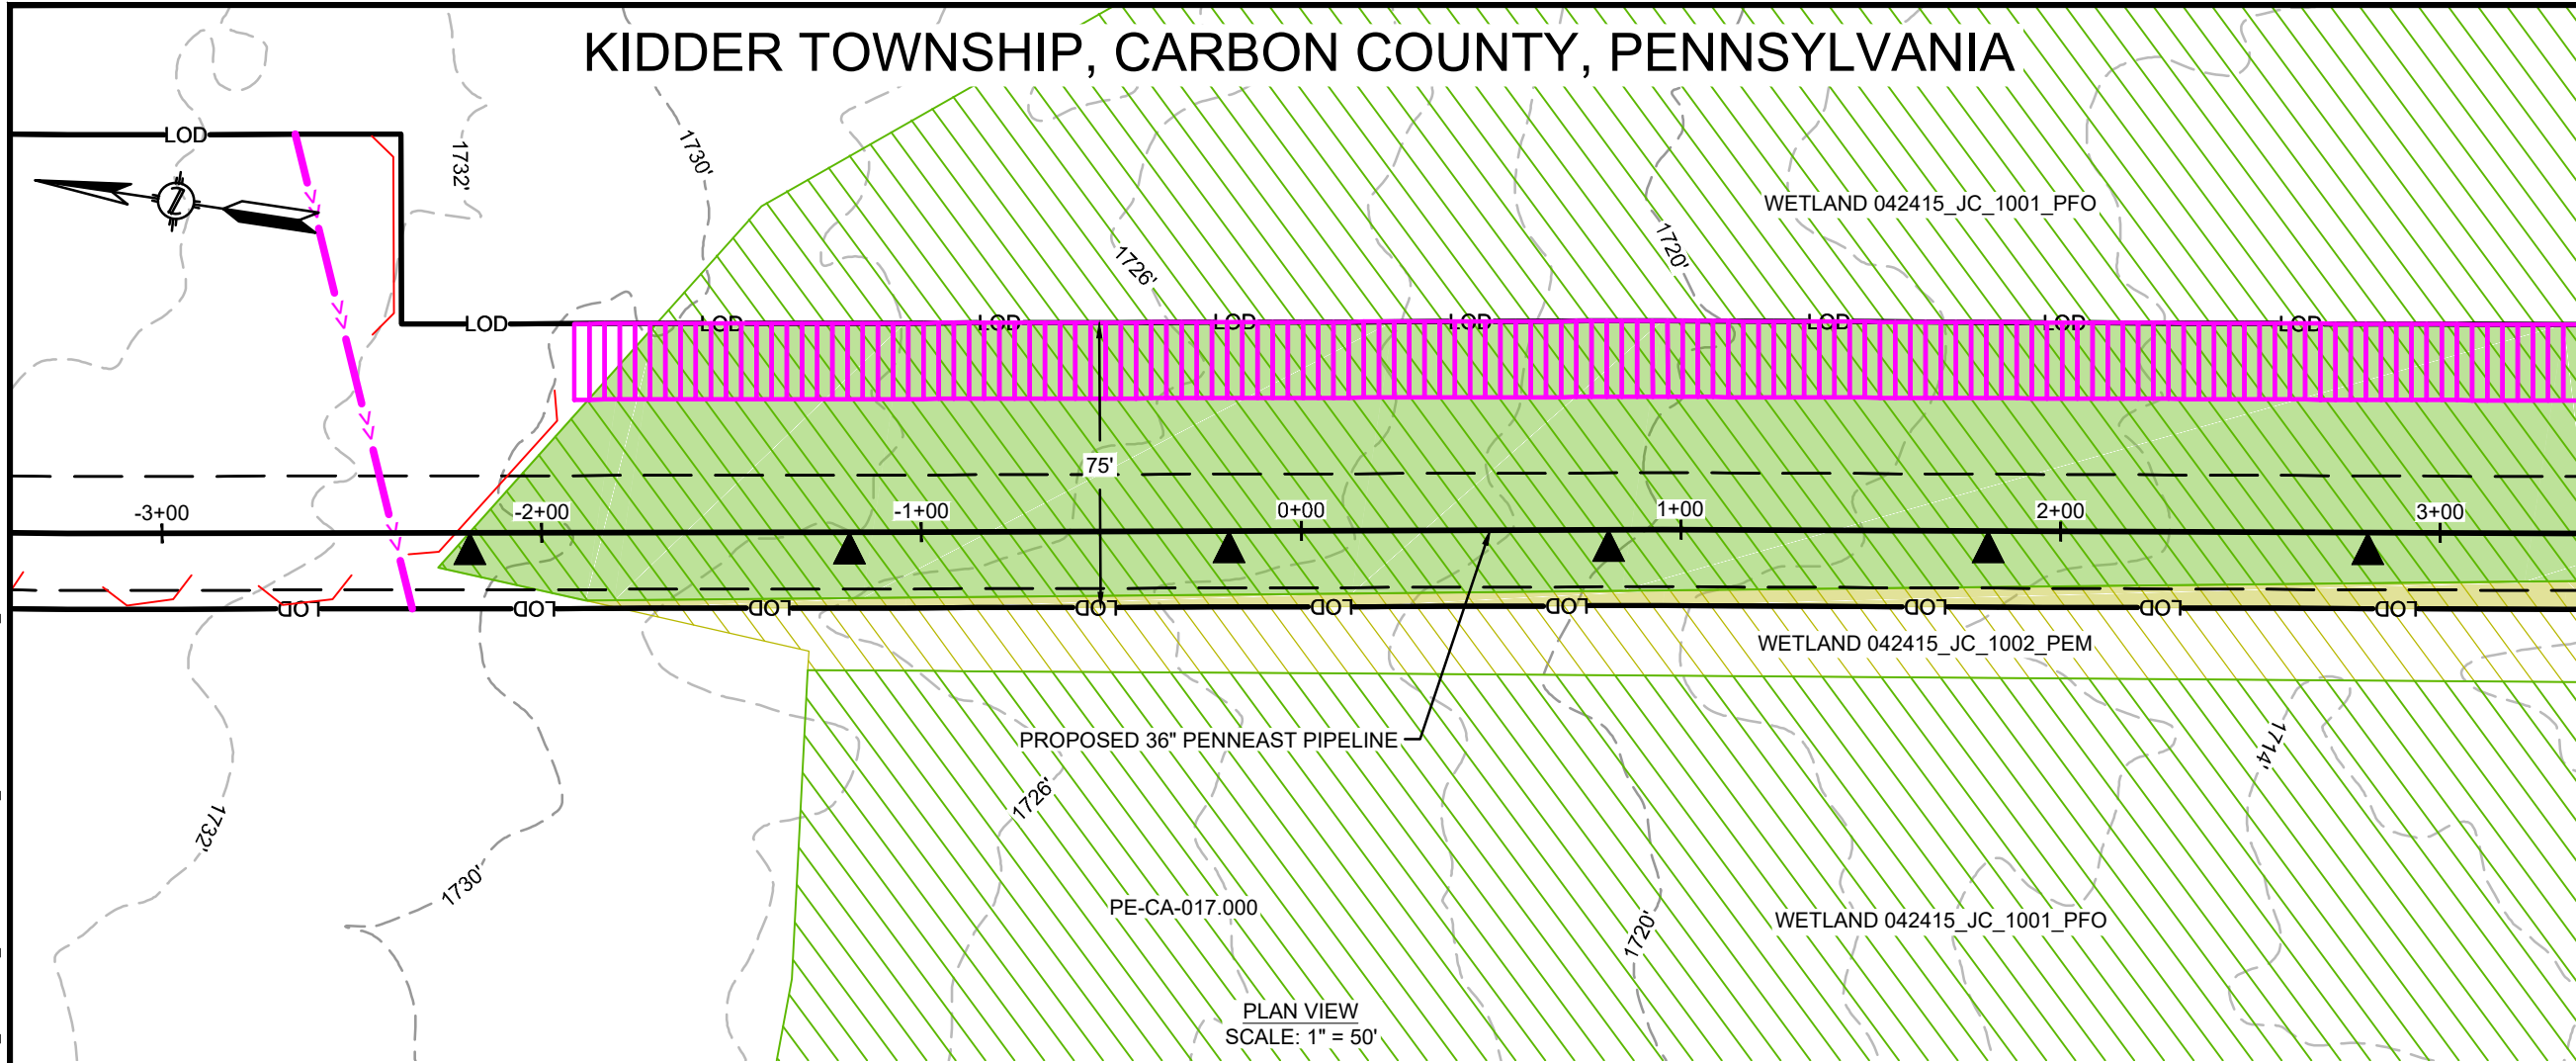 KIDDER TOWNSHIP, CARBON COUNTY, PENNSYLVANIA
LOD
1732'
1730'
WETLAND 042415_JC_1001_PFO
1726'
1720'
LOD
LOD
LOD
LOD
LOD
LOD
LOD
LOD
75'
-3+00
-2+00
-1+00
0+00
1+00
2+00
3+00
LOD
LOD
LOD
LOD
LOD
LOD
LOD
LOD
LOD
WETLAND 042415_JC_1002_PEM
PROPOSED 36" PENNEAST PIPELINE
1714'
1726'
1732'
1730'
PE-CA-017.000
1720'
WETLAND 042415_JC_1001_PFO
PLAN VIEW
SCALE: 1" = 50'